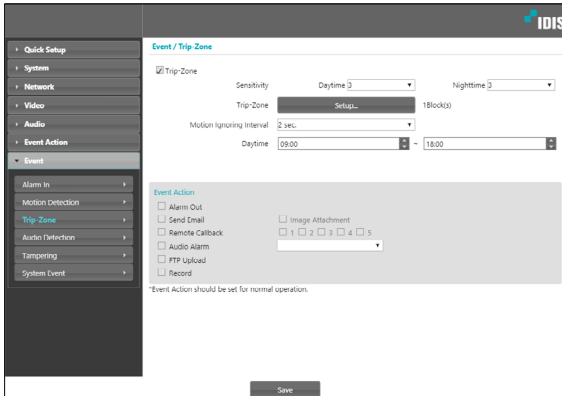 IDIS
Quick Setup
System
Network
Video
Audio
Event Action
Event
Alarm In
Motion Detection
Trip-Zone
Audio Detection
Tampering
System Event
Event / Trip-Zone
Trip-Zone
Sensitivity Daytime 3 Nighttime 3
Trip-Zone Setup... 1Block(s)
Motion Ignoring Interval 2 sec.
Daytime 09:00 ~ 18:00
Event Action
Alarm Out
Send Email Image Attachment
Remote Callback 1 2 3 4 5
Audio Alarm
FTP Upload
Record
*Event Action should be set for normal operation.
Save